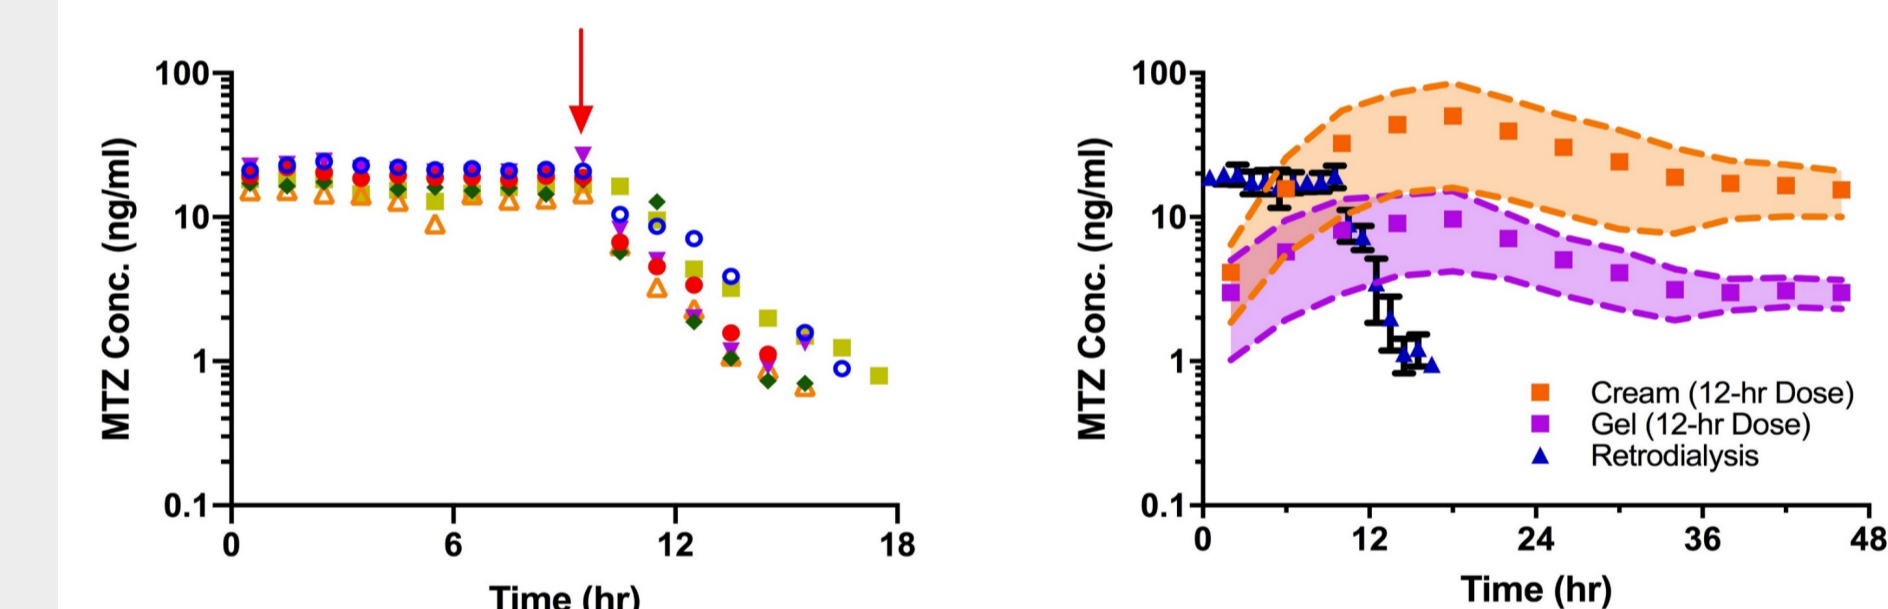 100
10
1
0.1
MTZ Conc. (ng/ml)
0 6 12 18
Time (hr)
100
10
1
0.1
MTZ Conc. (ng/ml)
Cream (12-hr Dose)
Gel (12-hr Dose)
Retrodialysis
0 12 24 36 48
Time (hr)